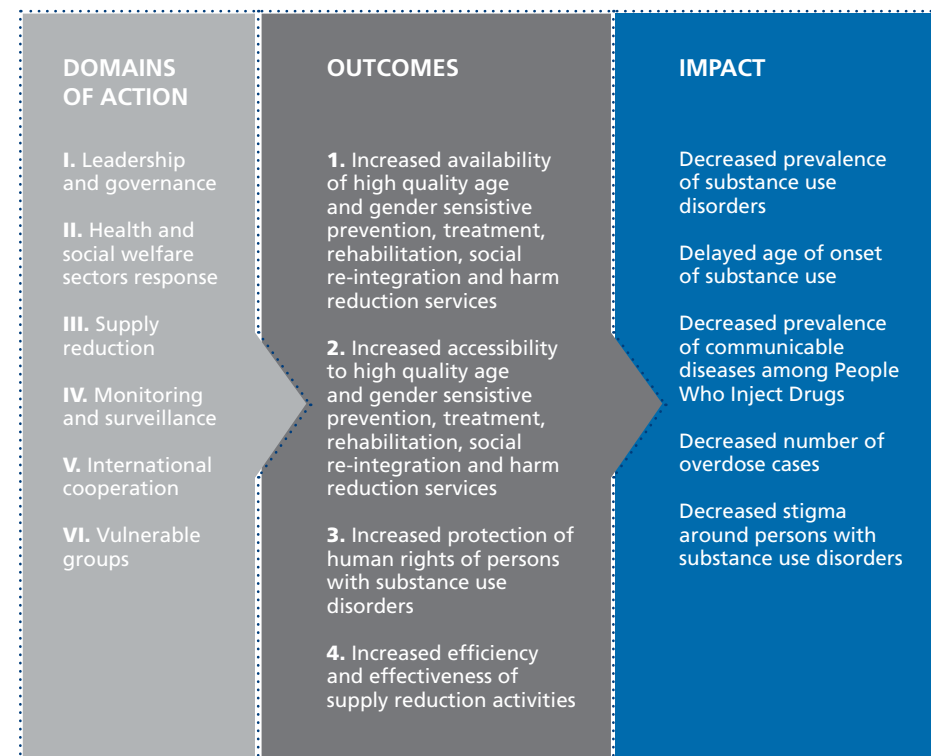 DOMAINS
OF ACTION
I. Leadership
and governance
II. Health and
social welfare
sectors response
III. Supply
reduction
IV. Monitoring
and surveillance
V. International
cooperation
VI. Vulnerable
groups
OUTCOMES
1. Increased availability
of high quality age
and gender sensistive
prevention, treatment,
rehabilitation, social
re-integration and harm
reduction services
2. Increased accessibility
to high quality age
and gender sensistive
prevention, treatment,
rehabilitation, social
re-integration and harm
reduction services
3. Increased protection of
human rights of persons
with substance use
disorders
4. Increased efficiency
and effectiveness of
supply reduction activities
IMPACT
Decreased prevalence
of substance use
disorders
Delayed age of onset
of substance use
Decreased prevalence
of communicable
diseases among People
Who Inject Drugs
Decreased number of
overdose cases
Decreased stigma
around persons with
substance use disorders